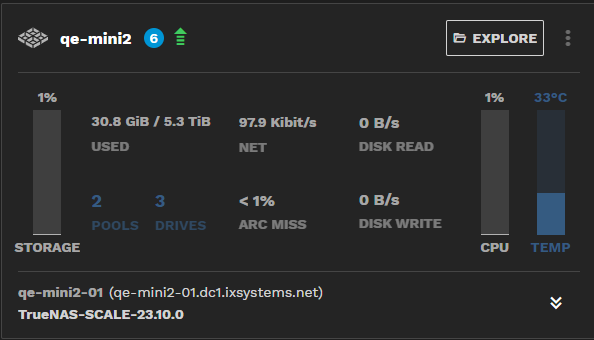 qe-mini2 6 EXPLORE
1% 1% 33°C
30.8 GiB / 5.3 TiB 97.9 Kibit/s 0 B/s
USED NET DISK READ
2 3 < 1% 0 B/s
POOLS DRIVES ARC MISS DISK WRITE
STORAGE CPU TEMP
qe-mini2-01 (qe-mini2-01.dc1.ixsystems.net)
TrueNAS-SCALE-23.10.0